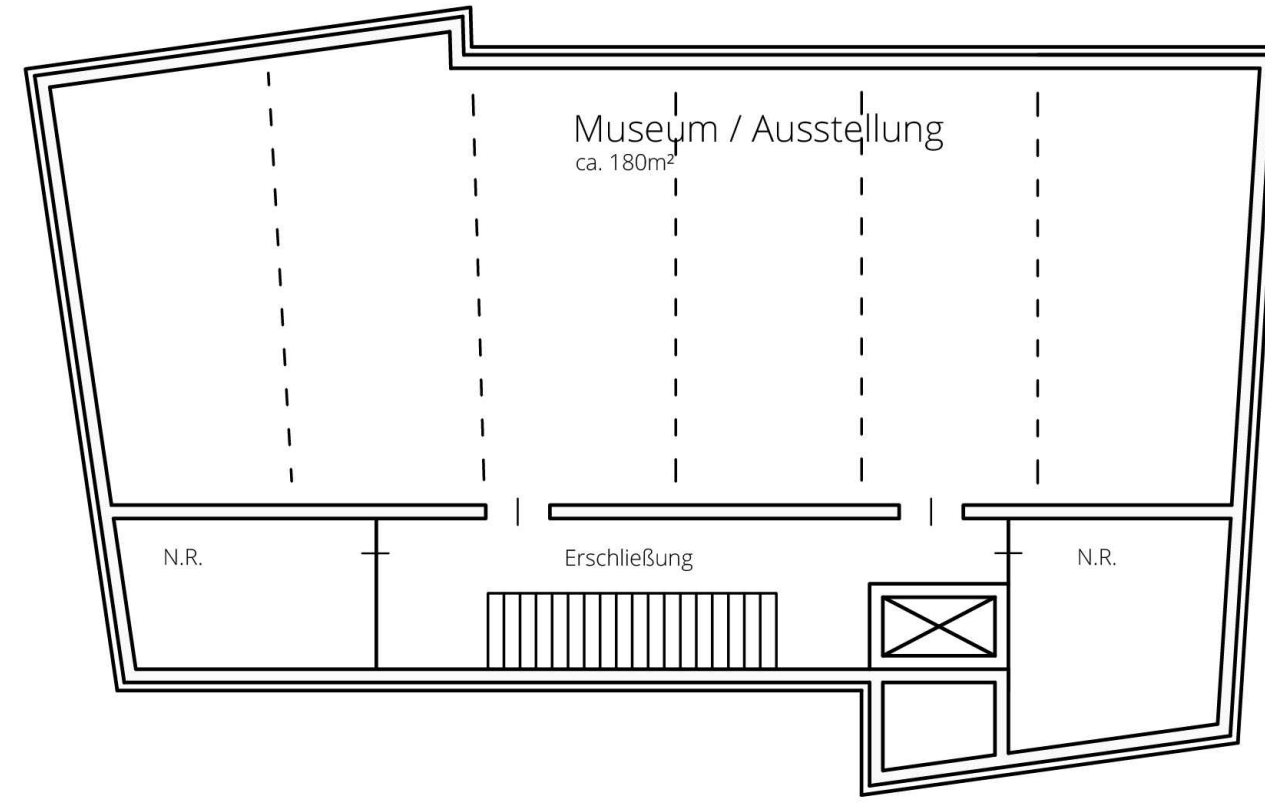 Museum / Ausstellung
ca. 180m²
N.R.
Erschließung
N.R.